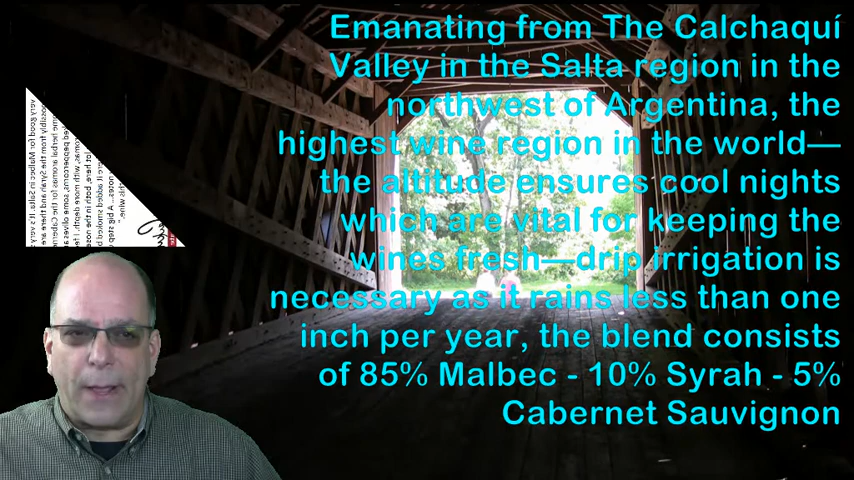 Emanating from The Calchaquí
Valley in the Salta region in the
northwest of Argentina, the
highest wine region in the world—
the altitude ensures cool nights
which are vital for keeping the
wines fresh—drip irrigation is
necessary as it rains less than one
inch per year, the blend consists
of 85% Malbec - 10% Syrah - 5%
Cabernet Sauvignon